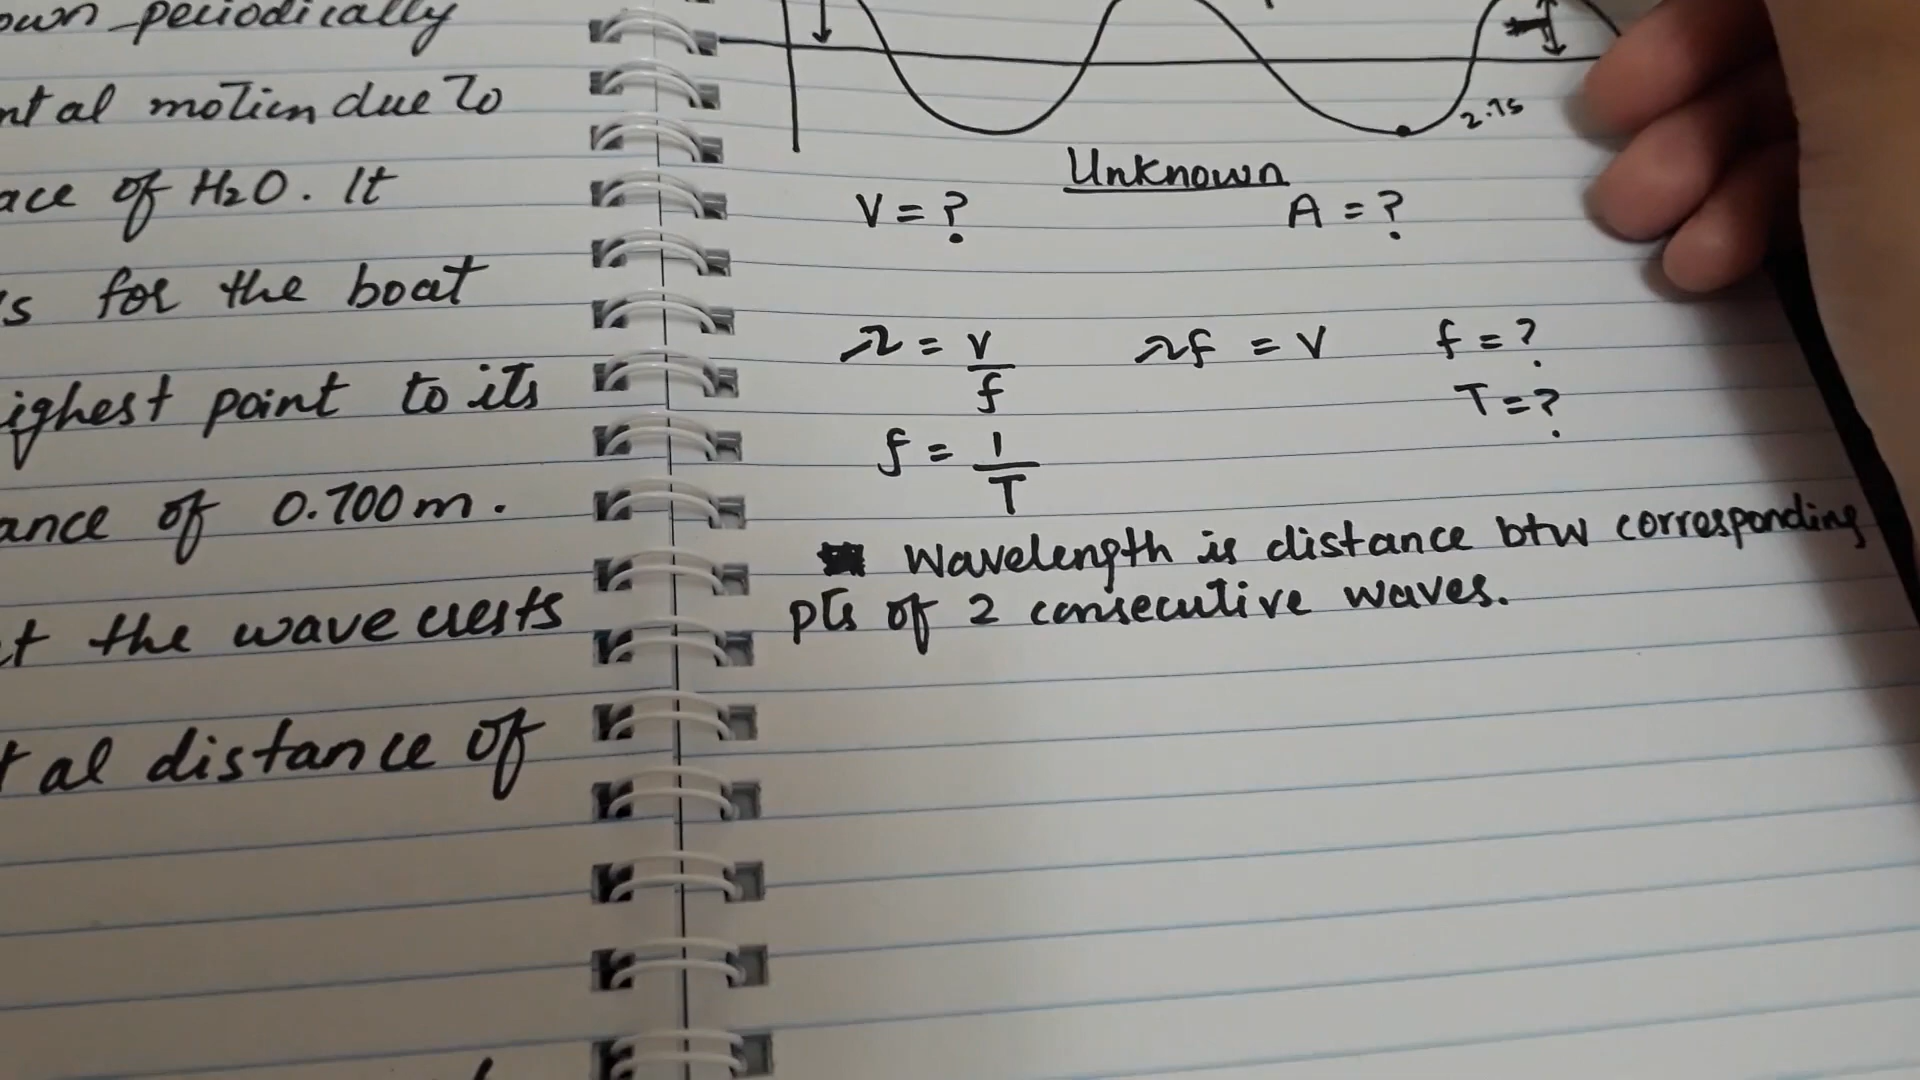 own periodically
ntal motion due to
ace of H₂O. It
s for the boat
ighest point to its
ance of 0.700m.
t the wave crests
tal distance of
2.75
Unknown
V = ? A = ?
λ = v/f λf = V f = ?
T = ?
f = 1/T
Wavelength is distance btw corresponding
pts of 2 consecutive waves.